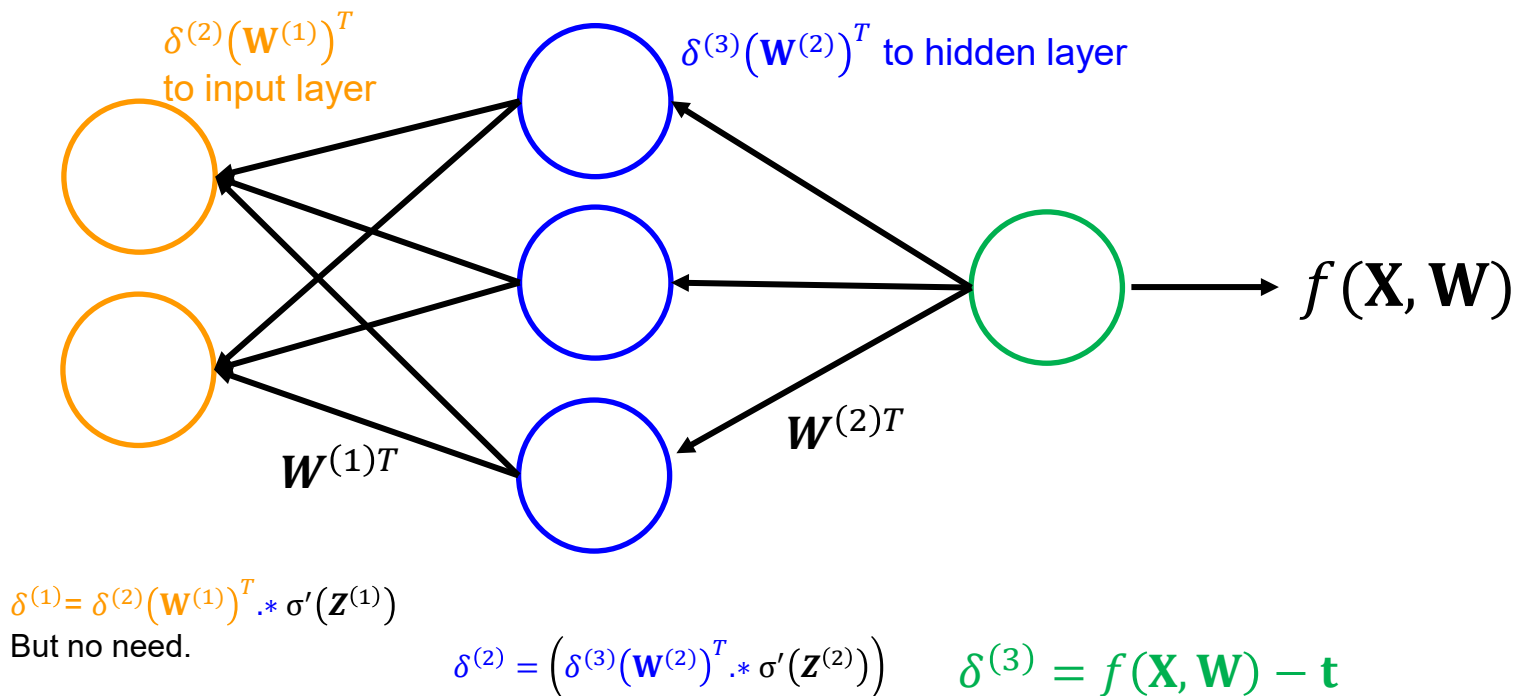 δ⁽²⁾(𝐖⁽¹⁾)ᵀ
to input layer
δ⁽³⁾(𝐖⁽²⁾)ᵀ to hidden layer
f(𝐗, 𝐖)
𝑾⁽²⁾ᵀ
𝑾⁽¹⁾ᵀ
δ⁽¹⁾= δ⁽²⁾(𝐖⁽¹⁾)ᵀ.* σ′(𝒁⁽¹⁾)
But no need.
δ⁽²⁾ = (δ⁽³⁾(𝐖⁽²⁾)ᵀ.* σ′(𝒁⁽²⁾))
δ⁽³⁾ = f(𝐗, 𝐖) − 𝐭